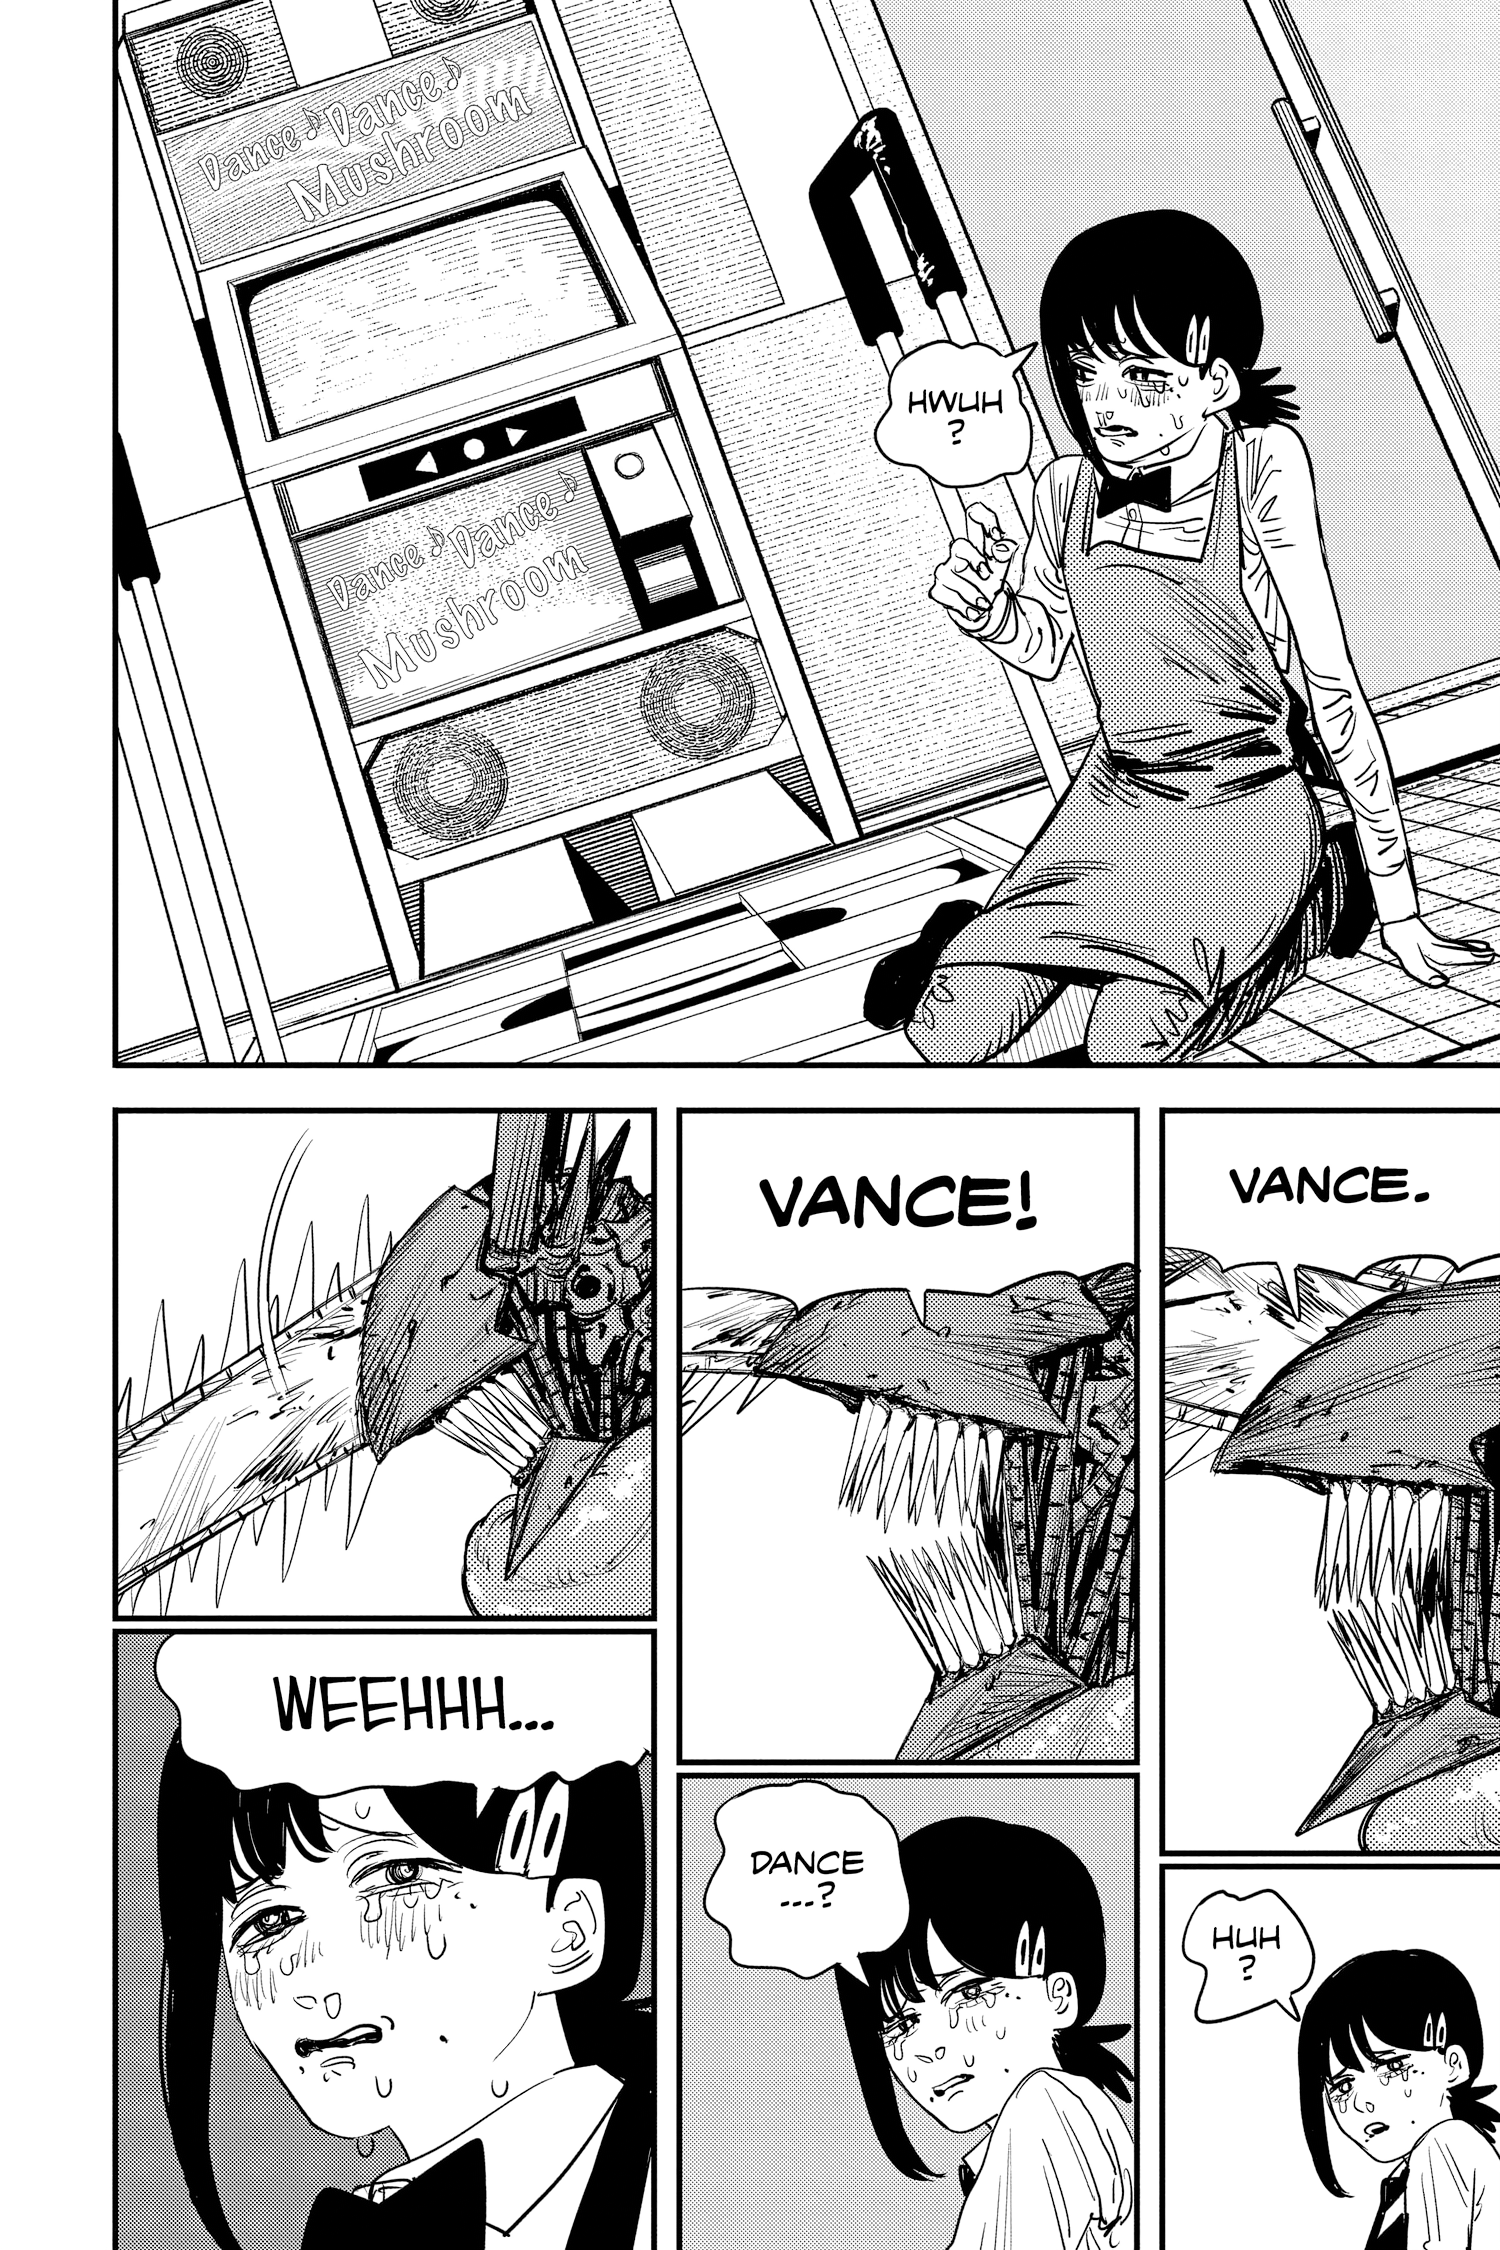 Dance♪Dance♪
Mushroom
HWUH
?
Dance♪Dance♪
Mushroom
VANCE.
HUH
?
VANCE!
DANCE
...?
WEEHHH...